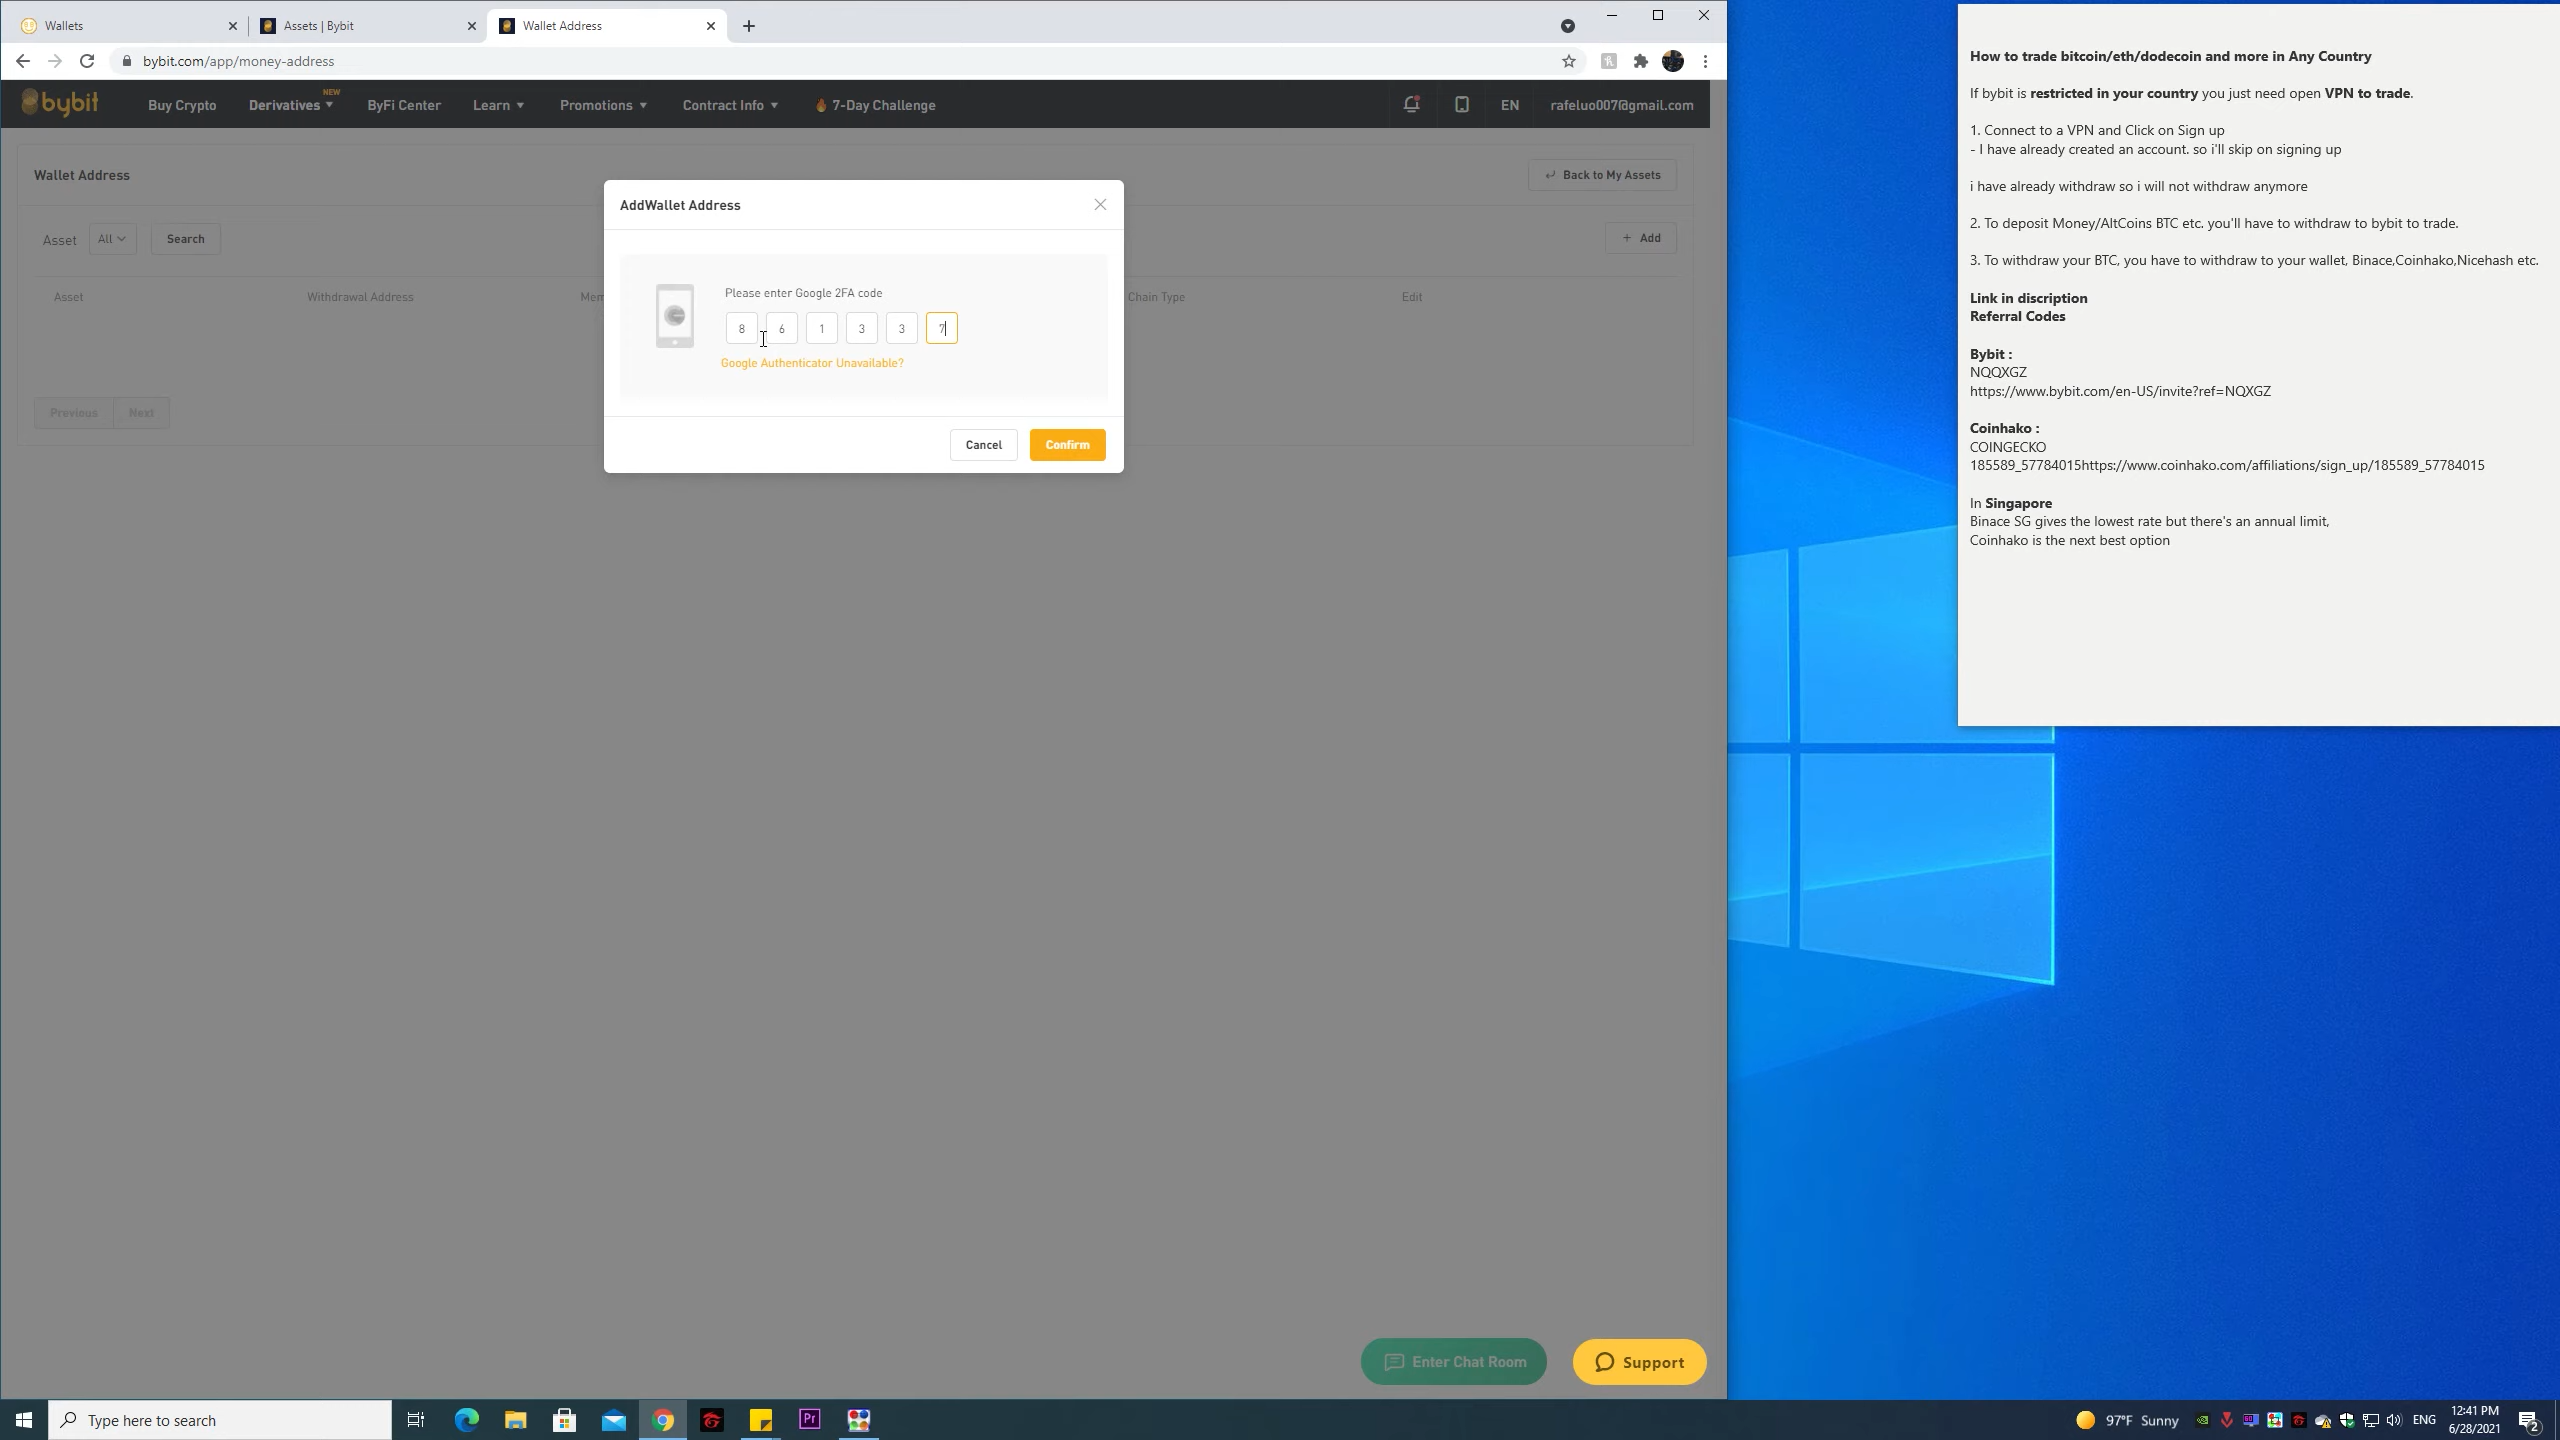 Wallets
Assets | Bybit
Wallet Address
bybit.com/app/money-address
bybit
Buy Crypto
Derivatives
NEW
ByFi Center
Learn
Promotions
Contract Info
7-Day Challenge
EN
rafeluo007@gmail.com
Wallet Address
Back to My Assets
Asset
All
Search
+ Add
Asset
Withdrawal Address
Mem
Chain Type
Edit
Previous
Next
AddWallet Address
Please enter Google 2FA code
8 6 1 3 3 7
Google Authenticator Unavailable?
Cancel
Confirm
Enter Chat Room
Support
How to trade bitcoin/eth/dodecoin and more in Any Country
If bybit is restricted in your country you just need open VPN to trade.
1. Connect to a VPN and Click on Sign up
- I have already created an account. so i'll skip on signing up
i have already withdraw so i will not withdraw anymore
2. To deposit Money/AltCoins BTC etc. you'll have to withdraw to bybit to trade.
3. To withdraw your BTC, you have to withdraw to your wallet, Binace,Coinhako,Nicehash etc.
Link in discription
Referral Codes
Bybit :
NQQXGZ
https://www.bybit.com/en-US/invite?ref=NQXGZ
Coinhako :
COINGECKO
185589_57784015https://www.coinhako.com/affiliations/sign_up/185589_57784015
In Singapore
Binace SG gives the lowest rate but there's an annual limit,
Coinhako is the next best option
Type here to search
Pr
97°F Sunny
ENG
12:41 PM
6/28/2021
2